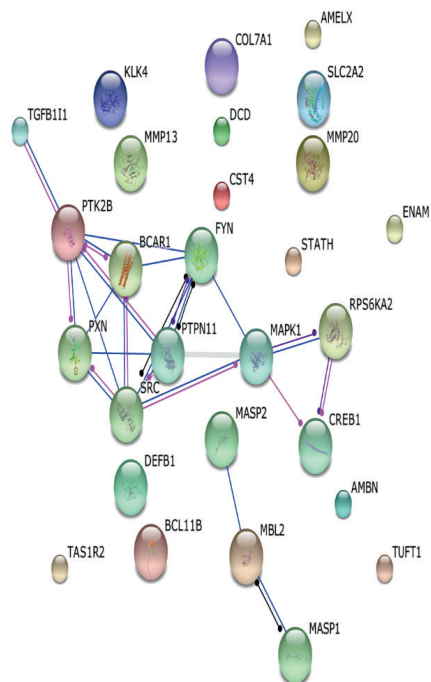 AMELX
COL7A1
KLK4
SLC2A2
TGFB1I1
DCD
MMP13
MMP20
CST4
PTK2B
ENAM
FYN
BCAR1
STATH
RPS6KA2
PTPN11
PXN
MAPK1
SRC
MASP2
CREB1
DEFB1
AMBN
BCL11B
MBL2
TAS1R2
TUFT1
MASP1